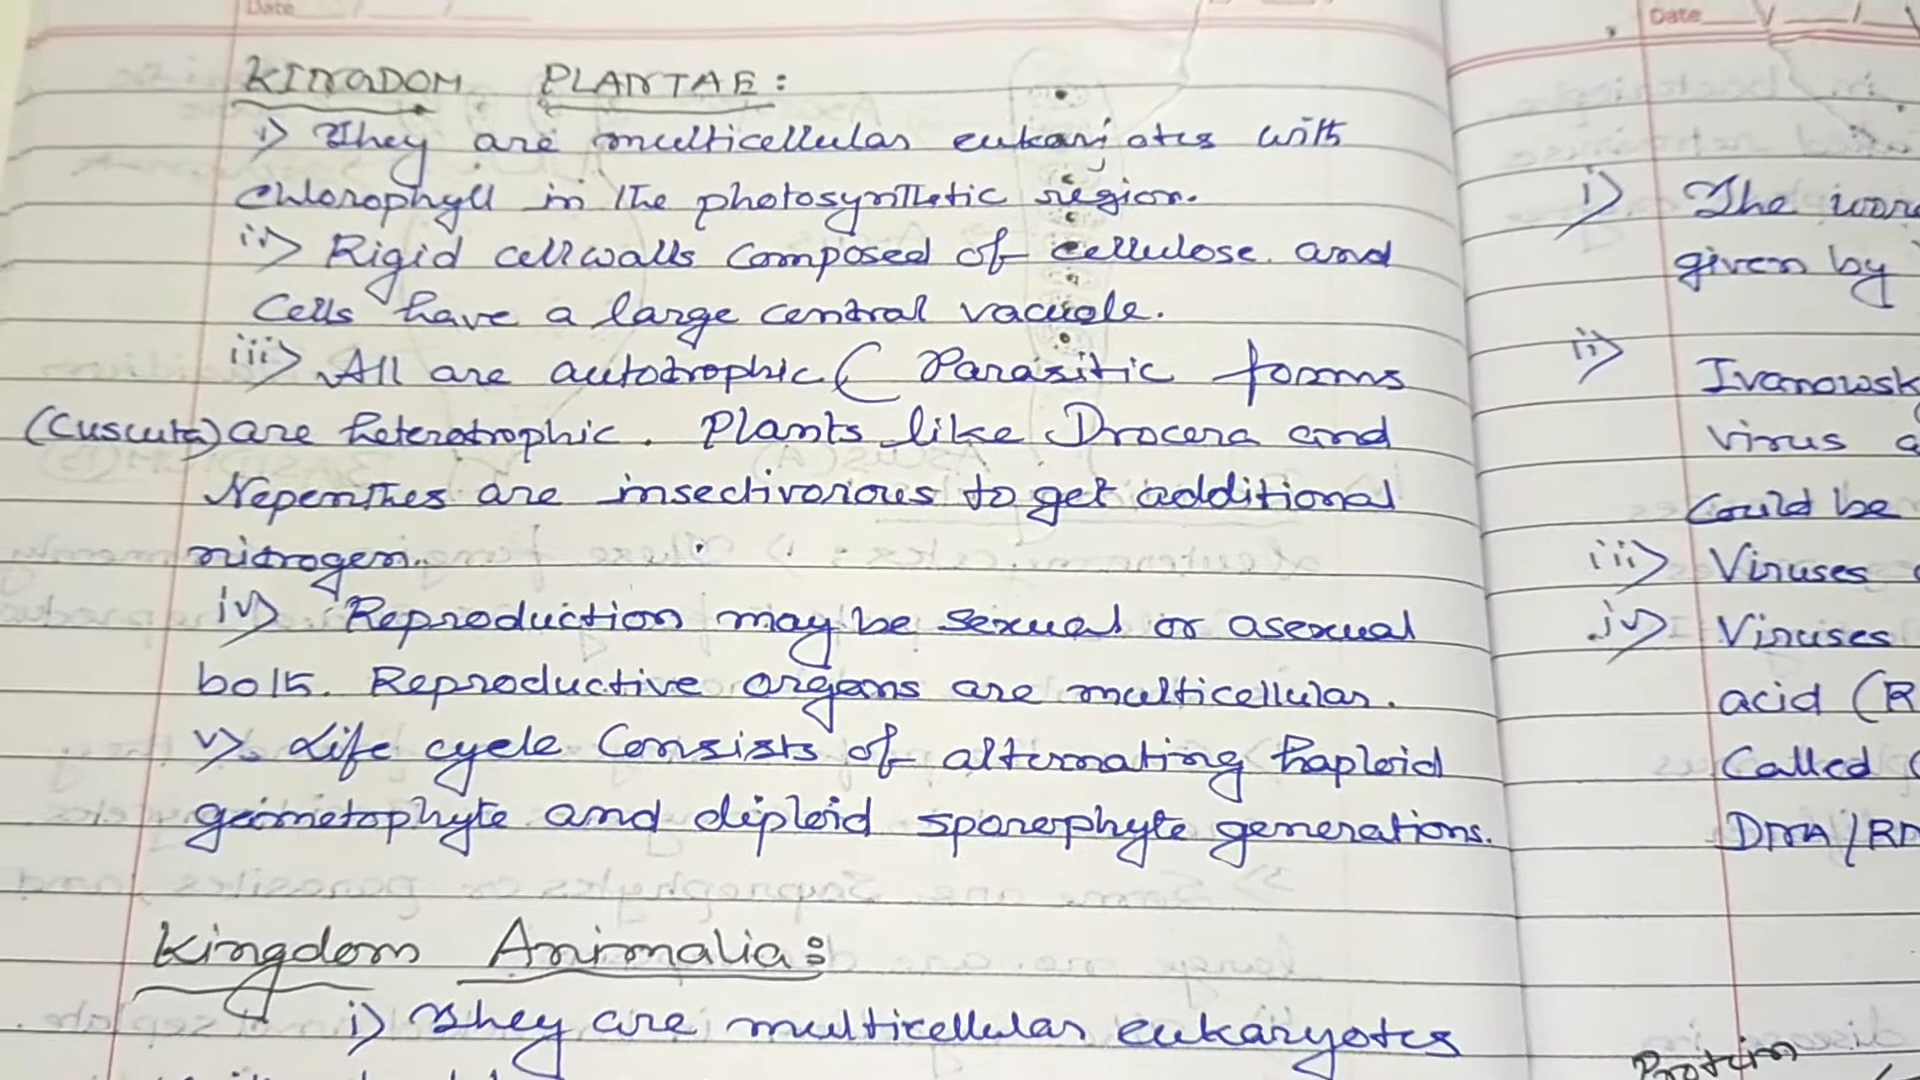 Date
KINGDOM PLANTAE:
i) They are multicellular eukaryotes with
chlorophyll in the photosynthetic region.
ii) Rigid cellwalls composed of cellulose and
Cells have a large central vacuole.
iii) All are autotrophic ( Parasitic forms
(Cuscuta) are heterotrophic. Plants like Drocera and
Nepenthes are insectivorous to get additional
nitrogen.
iv) Reproduction may be sexual or asexual
both. Reproductive organs are multicellular.
v) Life cycle consists of alternating haploid
gametophyte and diploid sporophyte generations.
Kingdom Animalia:
i) They are multicellular eukaryotes
Date
i) The
given by
ii)
virus
Could be
iii) Viruses
iv) Viruses
acid (R
Called
Protein